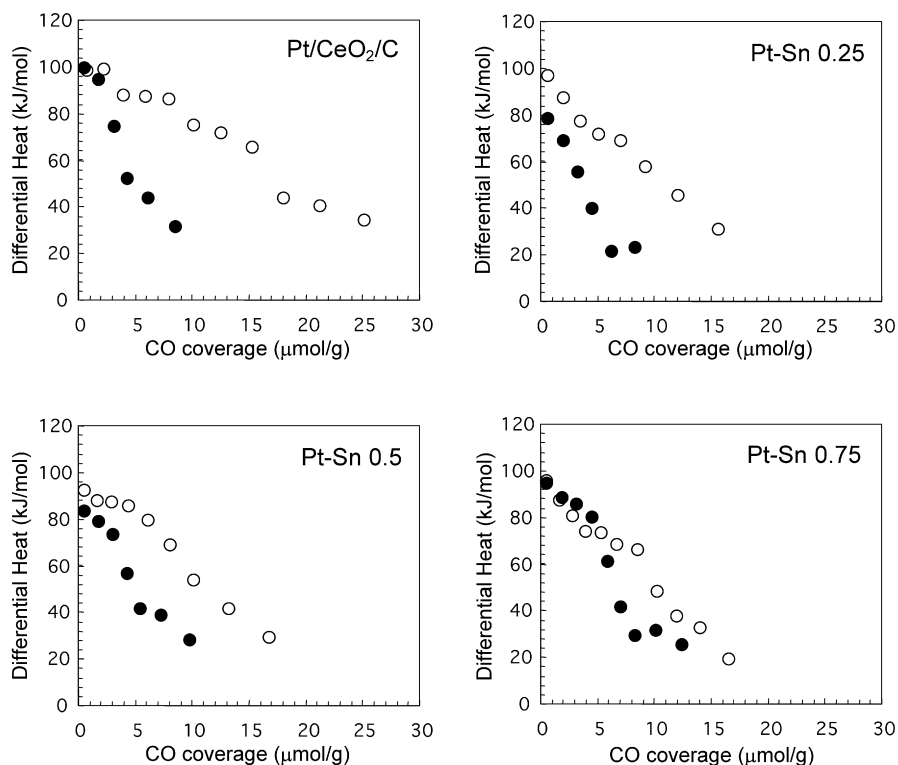 Pt/CeO₂/C
Differential Heat (kJ/mol)
120
100
80
60
40
20
0
0 5 10 15 20 25 30
CO coverage (μmol/g)
Pt-Sn 0.25
Differential Heat (kJ/mol)
120
100
80
60
40
20
0
0 5 10 15 20 25 30
CO coverage (μmol/g)
Pt-Sn 0.5
Differential Heat (kJ/mol)
120
100
80
60
40
20
0
0 5 10 15 20 25 30
CO coverage (μmol/g)
Pt-Sn 0.75
Differential Heat (kJ/mol)
120
100
80
60
40
20
0
0 5 10 15 20 25 30
CO coverage (μmol/g)